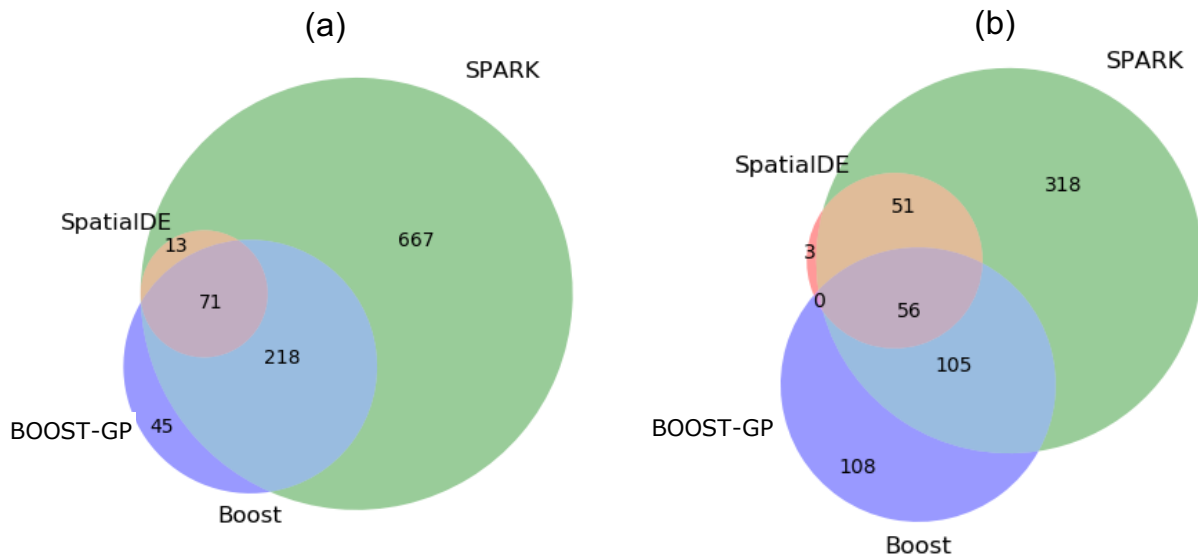 (a)
SPARK
SpatialDE
13
667
71
218
BOOST-GP
45
Boost
(b)
SPARK
SpatialDE
51
318
3
0
56
105
BOOST-GP
108
Boost